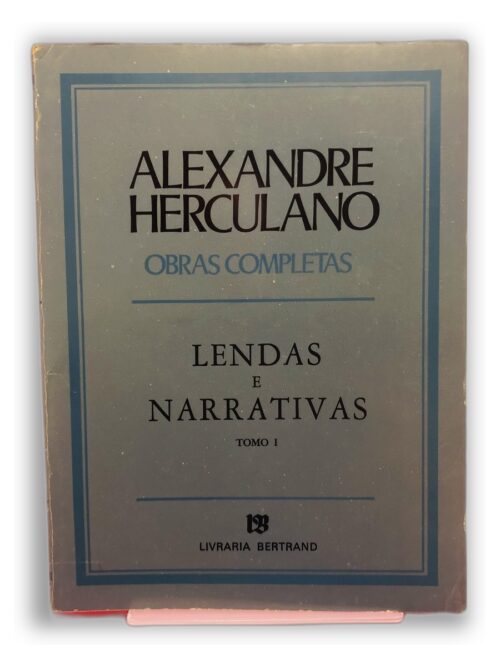 ALEXANDRE
HERCULANO
OBRAS COMPLETAS
LENDAS
E
NARRATIVAS
TOMO I
LIVRARIA BERTRAND